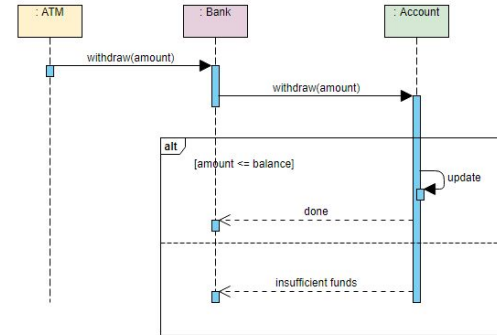 : ATM
: Bank
: Account
withdraw(amount)
withdraw(amount)
alt
[amount <= balance]
update
done
insufficient funds